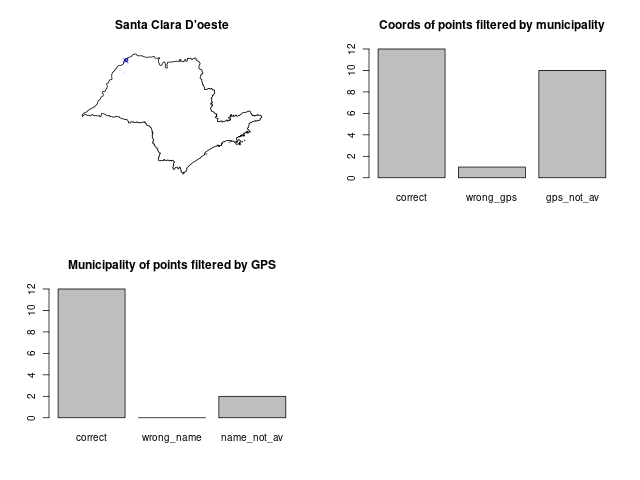 Santa Clara D'oeste
Coords of points filtered by municipality
0 2 4 6 8 10 12
correct wrong_gps gps_not_av
Municipality of points filtered by GPS
0 2 4 6 8 10 12
correct wrong_name name_not_av